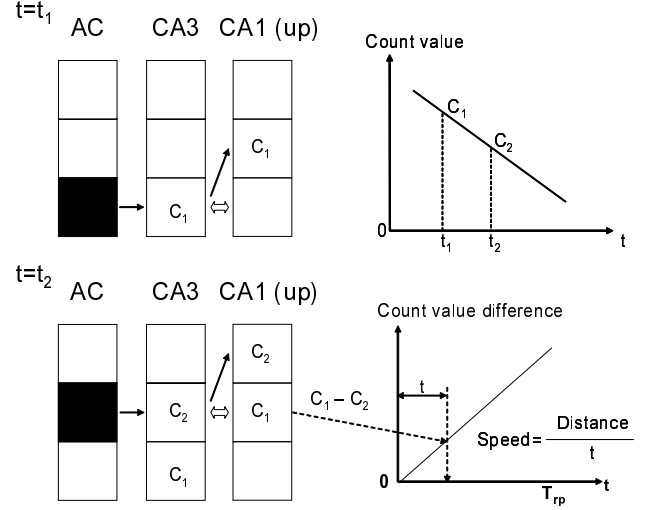 t=t1
AC CA3 CA1 (up)
C1
C1
Count value
C1
C2
0
t1 t2 t
t=t2
AC CA3 CA1 (up)
C2
C2 C1
C1
C1 – C2
Count value difference
t
Speed = Distance / t
0
Trp t